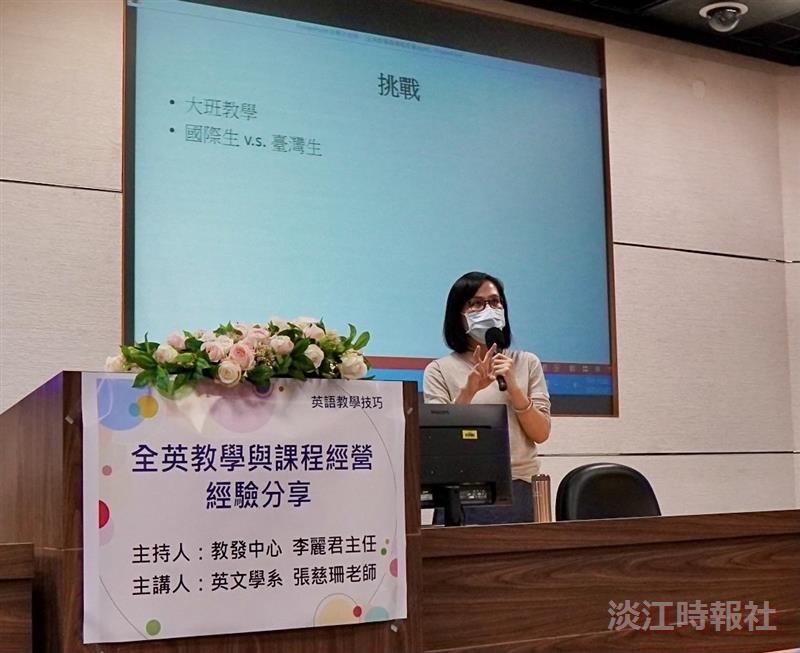 挑戰
• 大班教學
• 國際生 v.s. 臺灣生
英語教學技巧
全英教學與課程經營
經驗分享
主持人：教發中心 李麗君主任
主講人：英文學系 張慈珊老師
淡江時報社